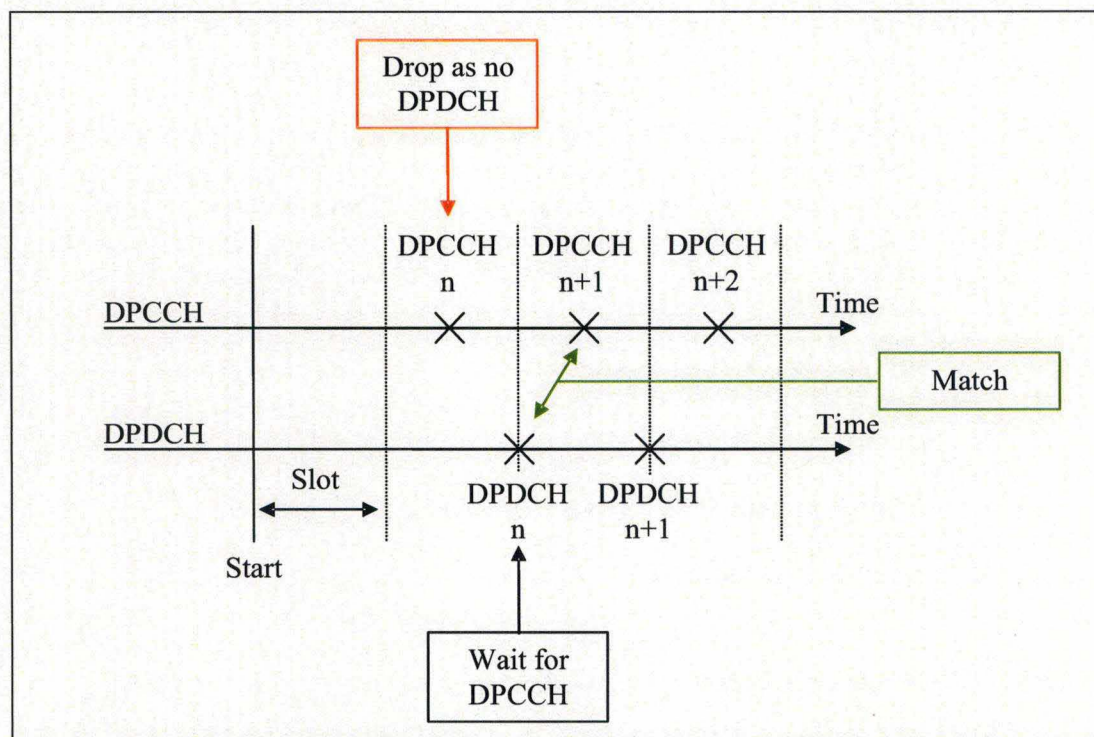 Drop as no
DPDCH
DPCCH
n
DPCCH
n+1
DPCCH
n+2
DPCCH
Time
Match
DPDCH
Time
Slot
DPDCH
n
DPDCH
n+1
Start
Wait for
DPCCH